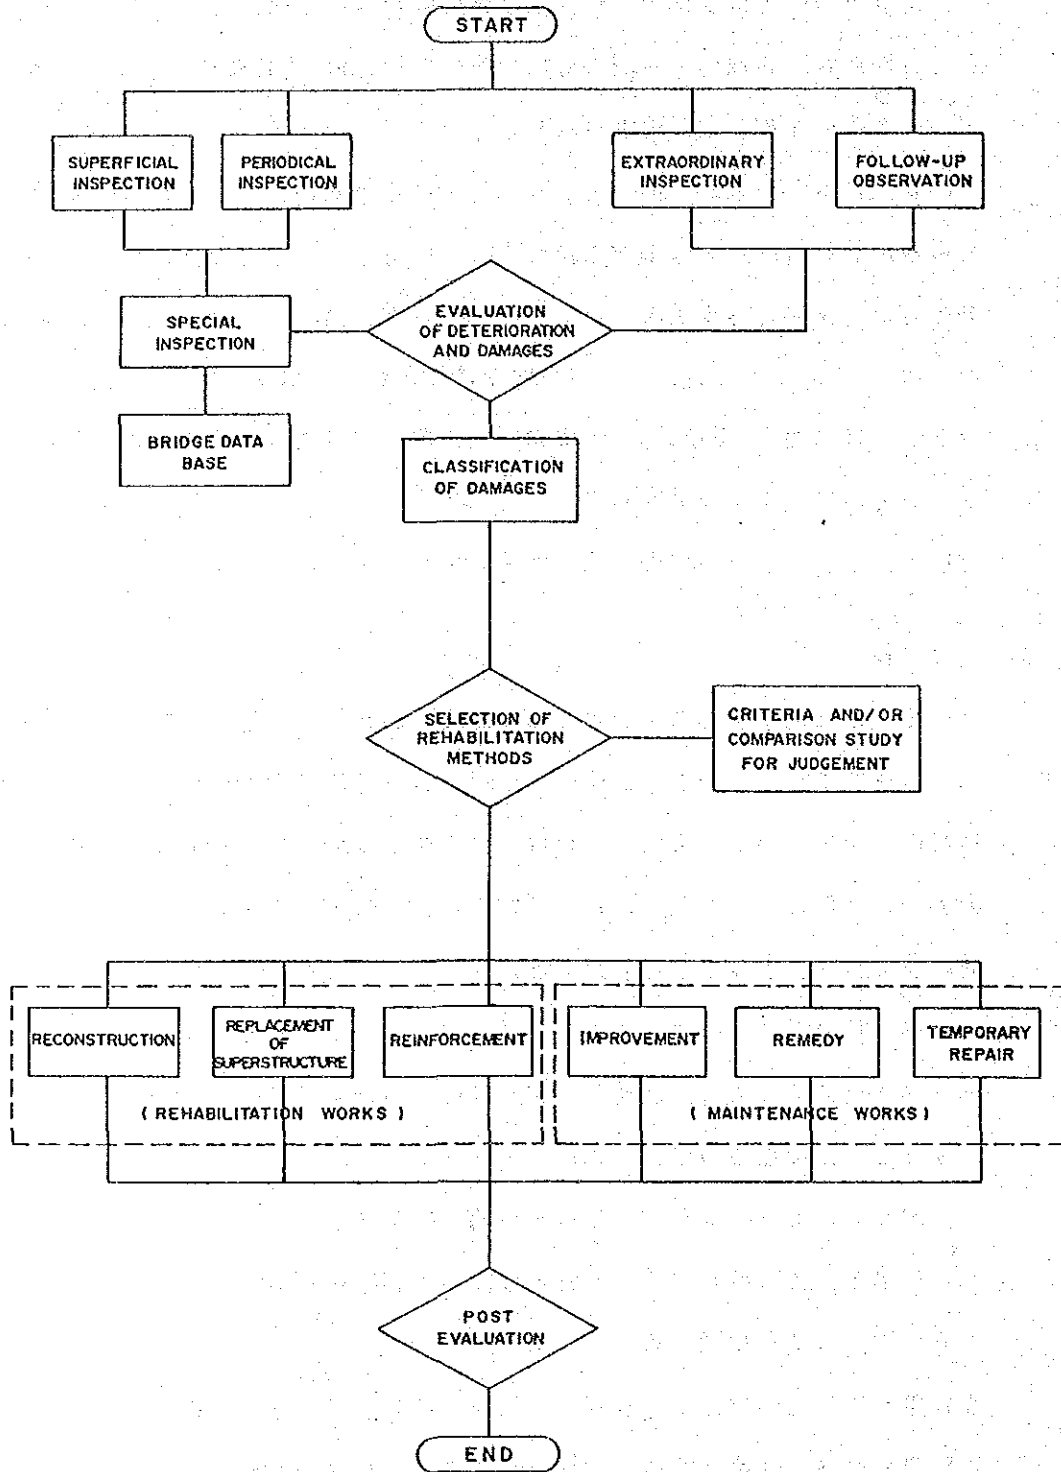 START
SUPERFICIAL
INSPECTION
PERIODICAL
INSPECTION
EXTRAORDINARY
INSPECTION
FOLLOW-UP
OBSERVATION
SPECIAL
INSPECTION
EVALUATION
OF DETERIORATION
AND DAMAGES
BRIDGE DATA
BASE
CLASSIFICATION
OF DAMAGES
SELECTION OF
REHABILITATION
METHODS
CRITERIA AND/OR
COMPARISON STUDY
FOR JUDGEMENT
RECONSTRUCTION
REPLACEMENT
OF
SUPERSTRUCTURE
REINFORCEMENT
IMPROVEMENT
REMEDY
TEMPORARY
REPAIR
( REHABILITATION WORKS )
( MAINTENANCE WORKS )
POST
EVALUATION
END